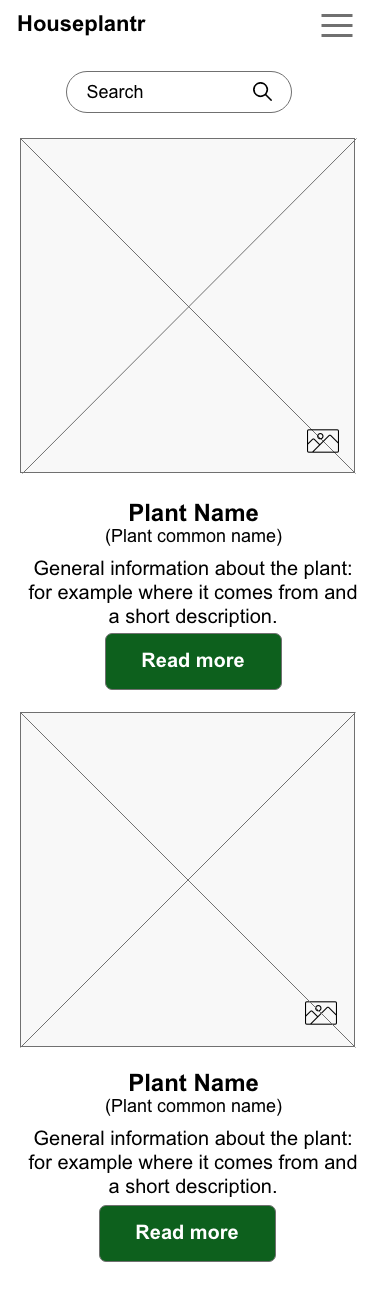 Houseplantr
Search
Plant Name
(Plant common name)
General information about the plant:
for example where it comes from and
a short description.
Read more
Plant Name
(Plant common name)
General information about the plant:
for example where it comes from and
a short description.
Read more